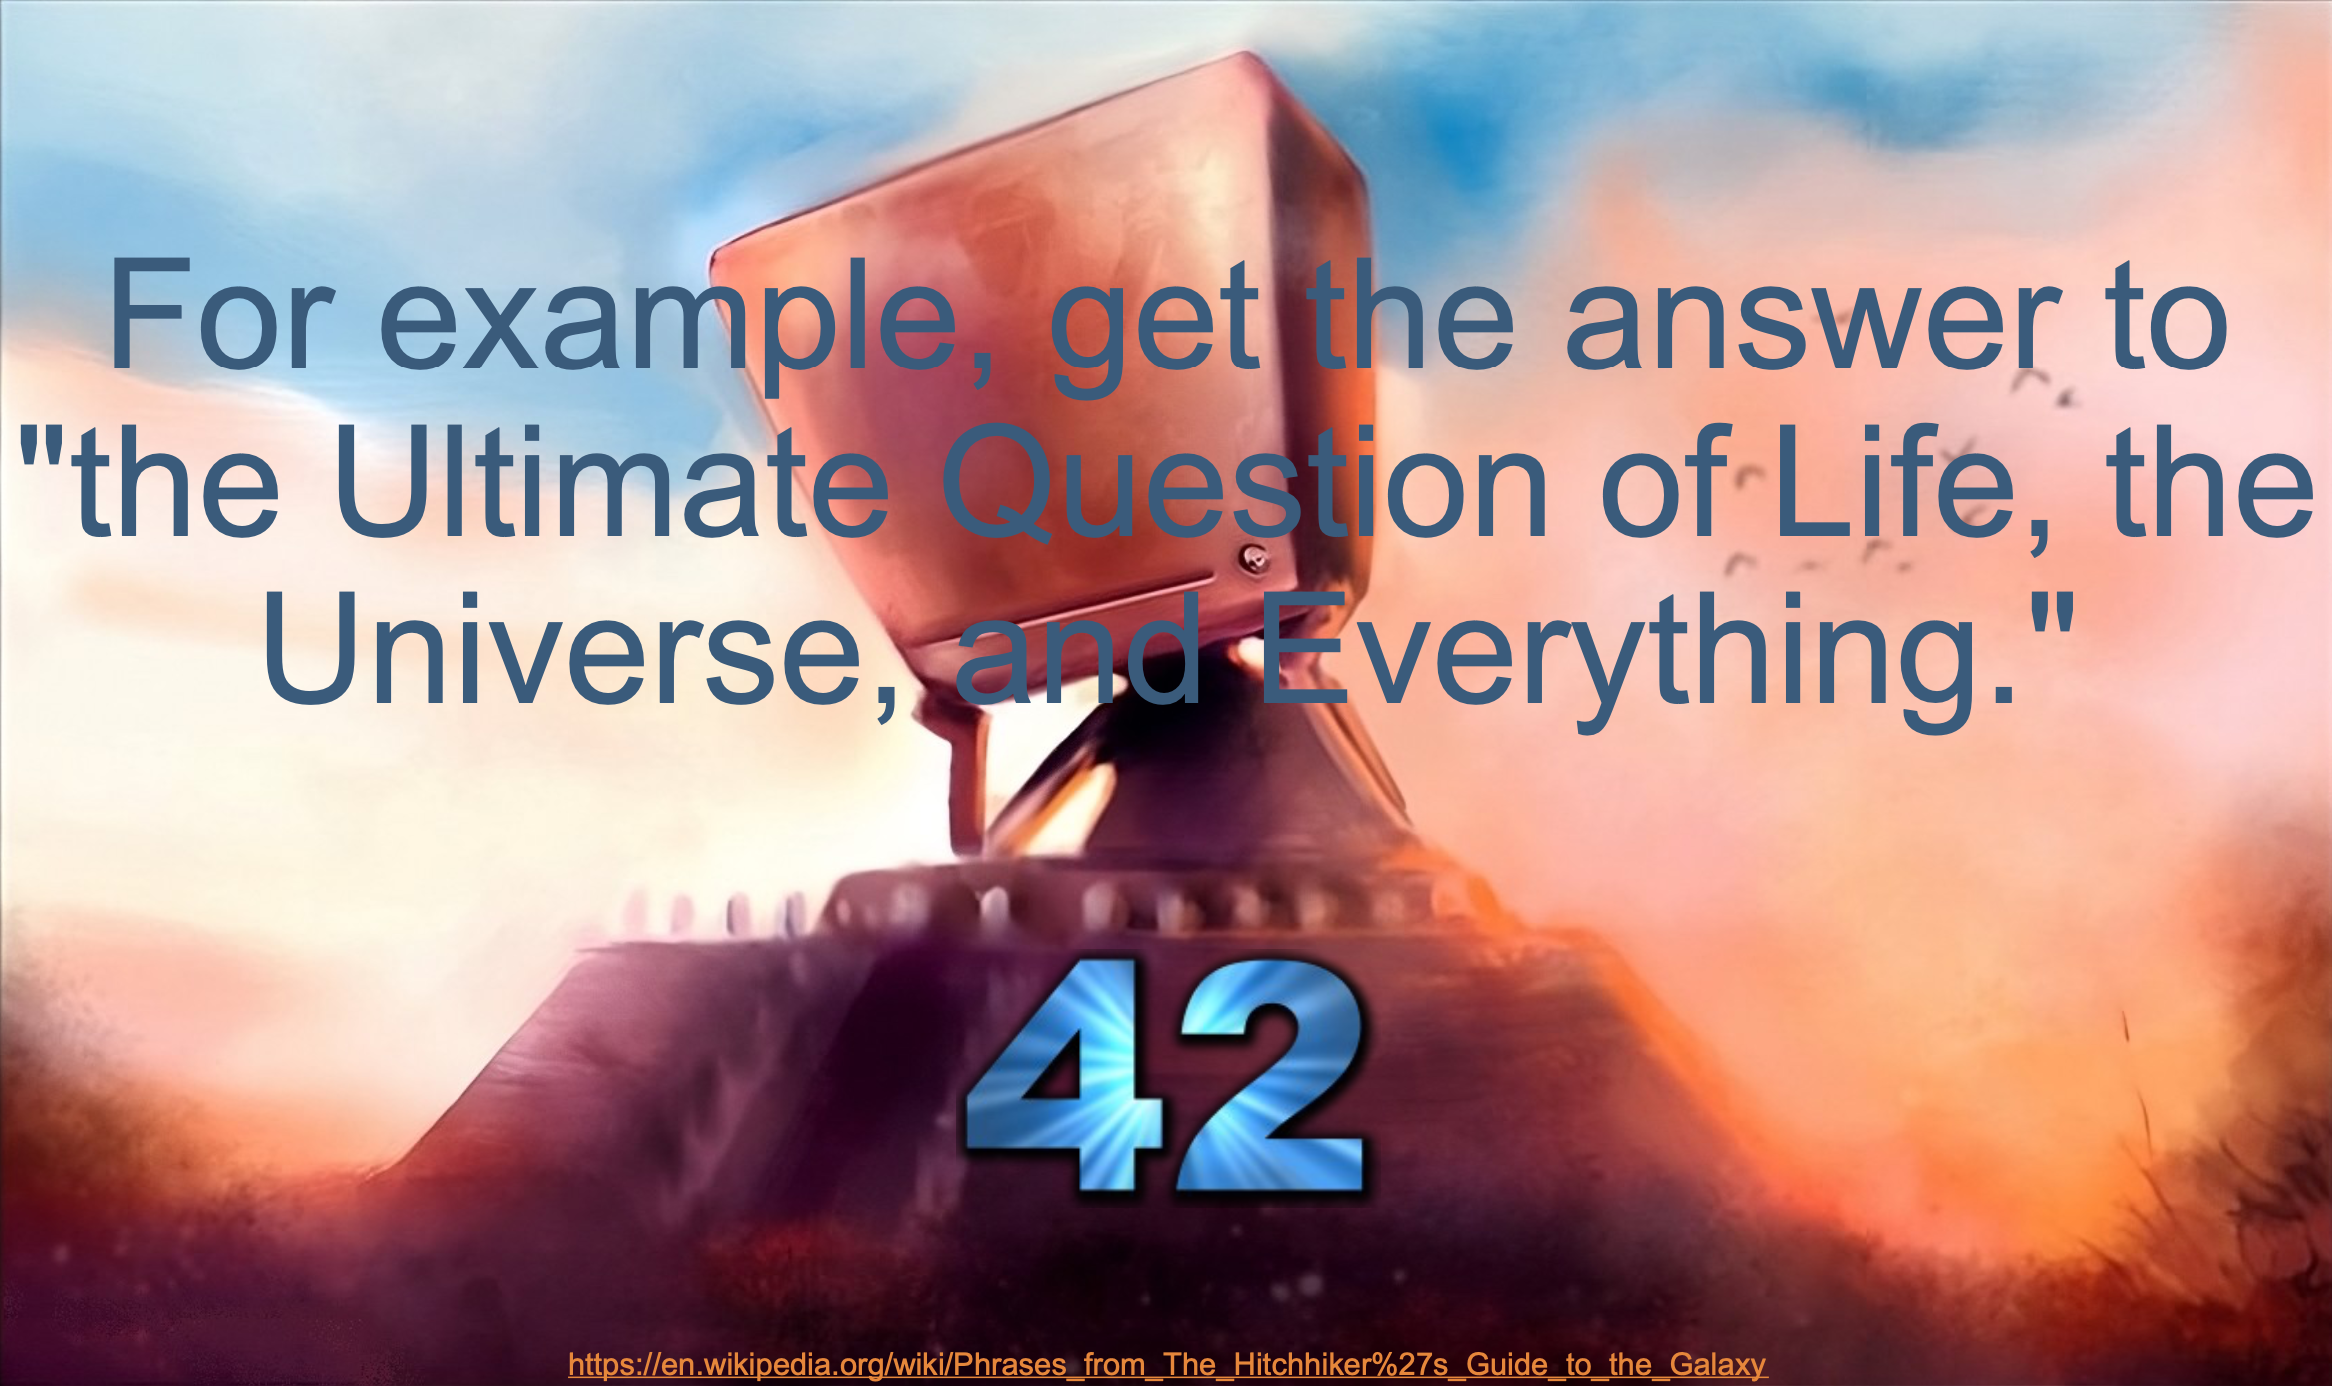 For example, get the answer to
"the Ultimate Question of Life, the
Universe, and Everything."
42
https://en.wikipedia.org/wiki/Phrases_from_The_Hitchhiker%27s_Guide_to_the_Galaxy